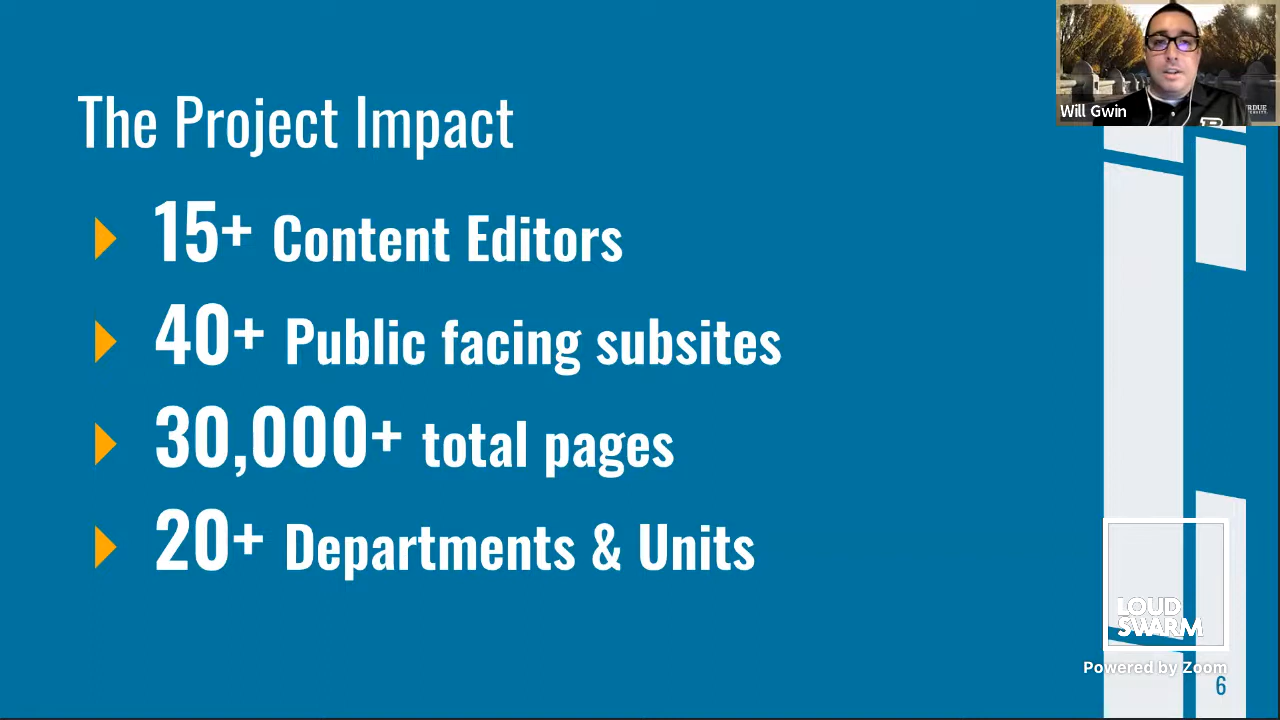 The Project Impact
15+ Content Editors
40+ Public facing subsites
30,000+ total pages
20+ Departments & Units
Will Gwin
LOUD
SWARM
Powered by Zoom
6